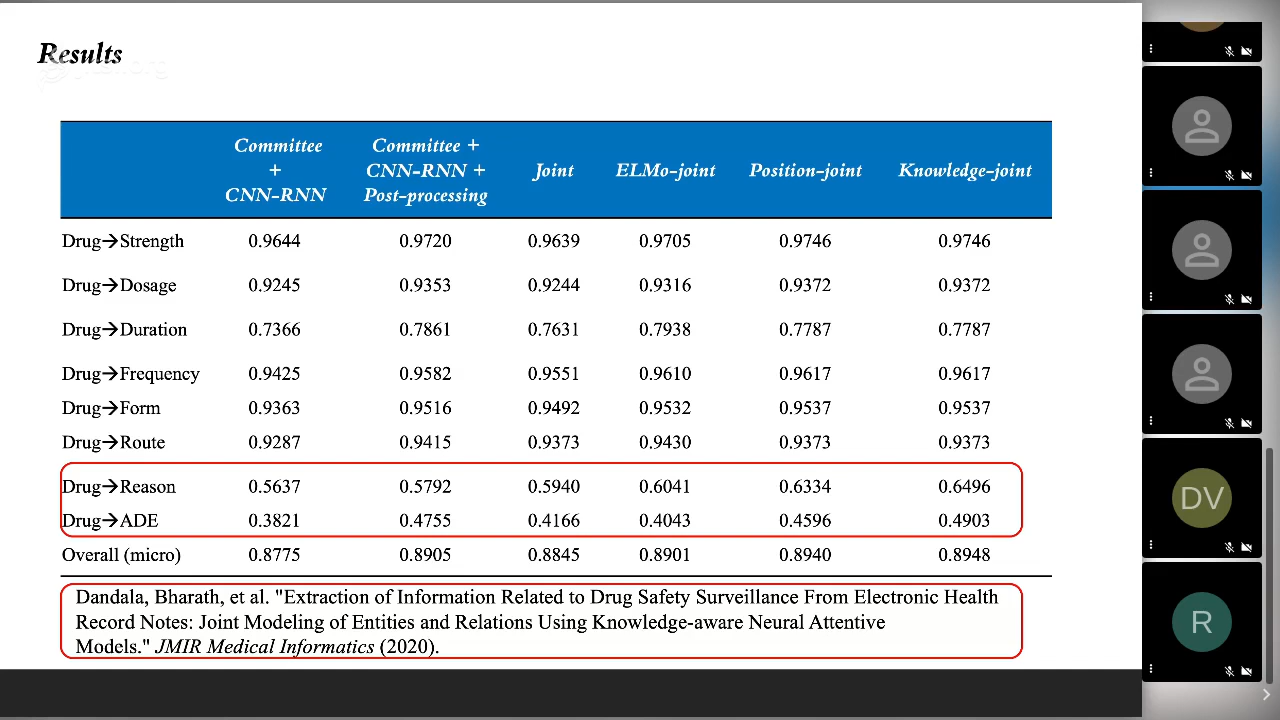 Results
Committee + CNN-RNN
Committee + CNN-RNN + Post-processing
Joint
ELMo-joint
Position-joint
Knowledge-joint
Drug→Strength 0.9644 0.9720 0.9639 0.9705 0.9746 0.9746
Drug→Dosage 0.9245 0.9353 0.9244 0.9316 0.9372 0.9372
Drug→Duration 0.7366 0.7861 0.7631 0.7938 0.7787 0.7787
Drug→Frequency 0.9425 0.9582 0.9551 0.9610 0.9617 0.9617
Drug→Form 0.9363 0.9516 0.9492 0.9532 0.9537 0.9537
Drug→Route 0.9287 0.9415 0.9373 0.9430 0.9373 0.9373
Drug→Reason 0.5637 0.5792 0.5940 0.6041 0.6334 0.6496
Drug→ADE 0.3821 0.4755 0.4166 0.4043 0.4596 0.4903
Overall (micro) 0.8775 0.8905 0.8845 0.8901 0.8940 0.8948
Dandala, Bharath, et al. "Extraction of Information Related to Drug Safety Surveillance From Electronic Health
Record Notes: Joint Modeling of Entities and Relations Using Knowledge-aware Neural Attentive
Models." JMIR Medical Informatics (2020).
DV
R